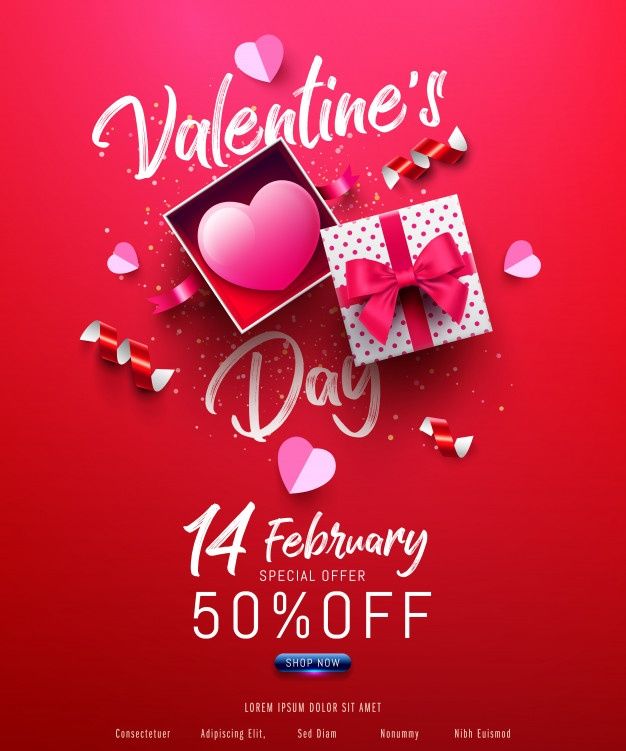 Valentine's
Day
14 February
SPECIAL OFFER
50%OFF
SHOP NOW
LOREM IPSUM DOLOR SIT AMET
Consectetuer Adipiscing Elit, Sed Diam Nonummy Nibh Euismod